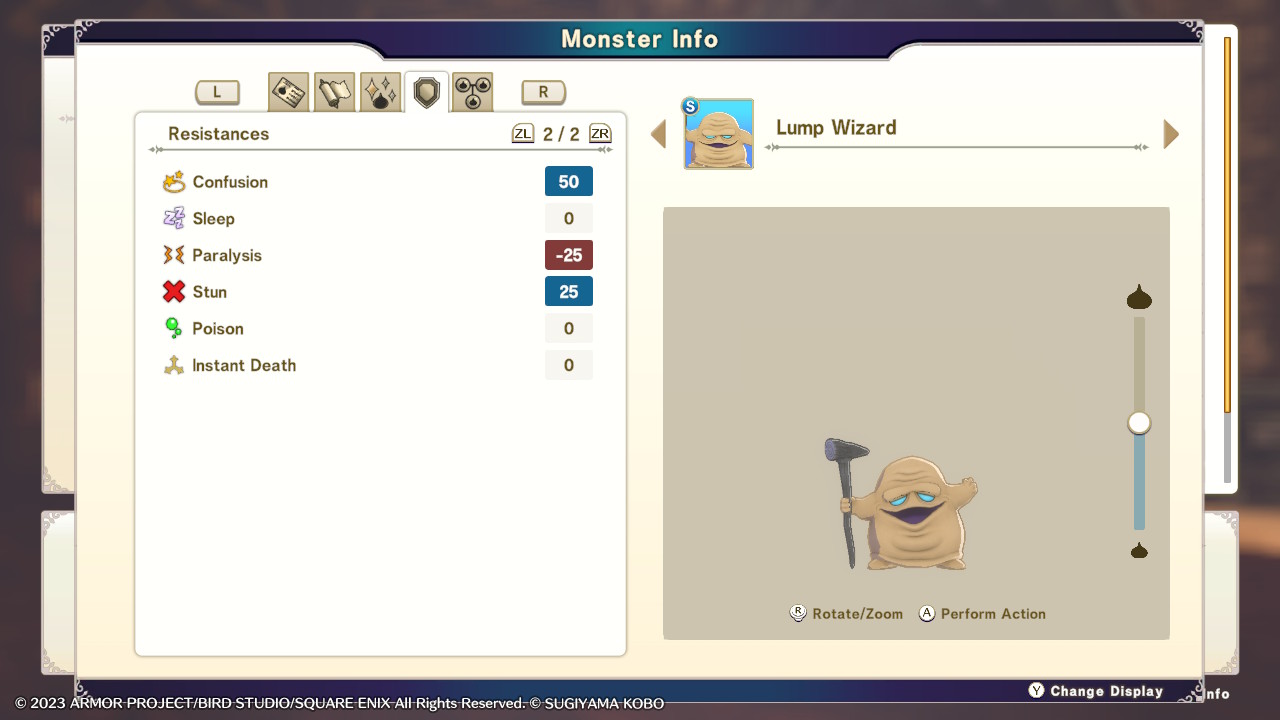 Monster Info
L
R
Resistances
ZL 2 / 2 ZR
Confusion 50
Sleep 0
Paralysis -25
Stun 25
Poison 0
Instant Death 0
S
Lump Wizard
R Rotate/Zoom A Perform Action
Y Change Display
Info
© 2023 ARMOR PROJECT/BIRD STUDIO/SQUARE ENIX All Rights Reserved. © SUGIYAMA KOBO